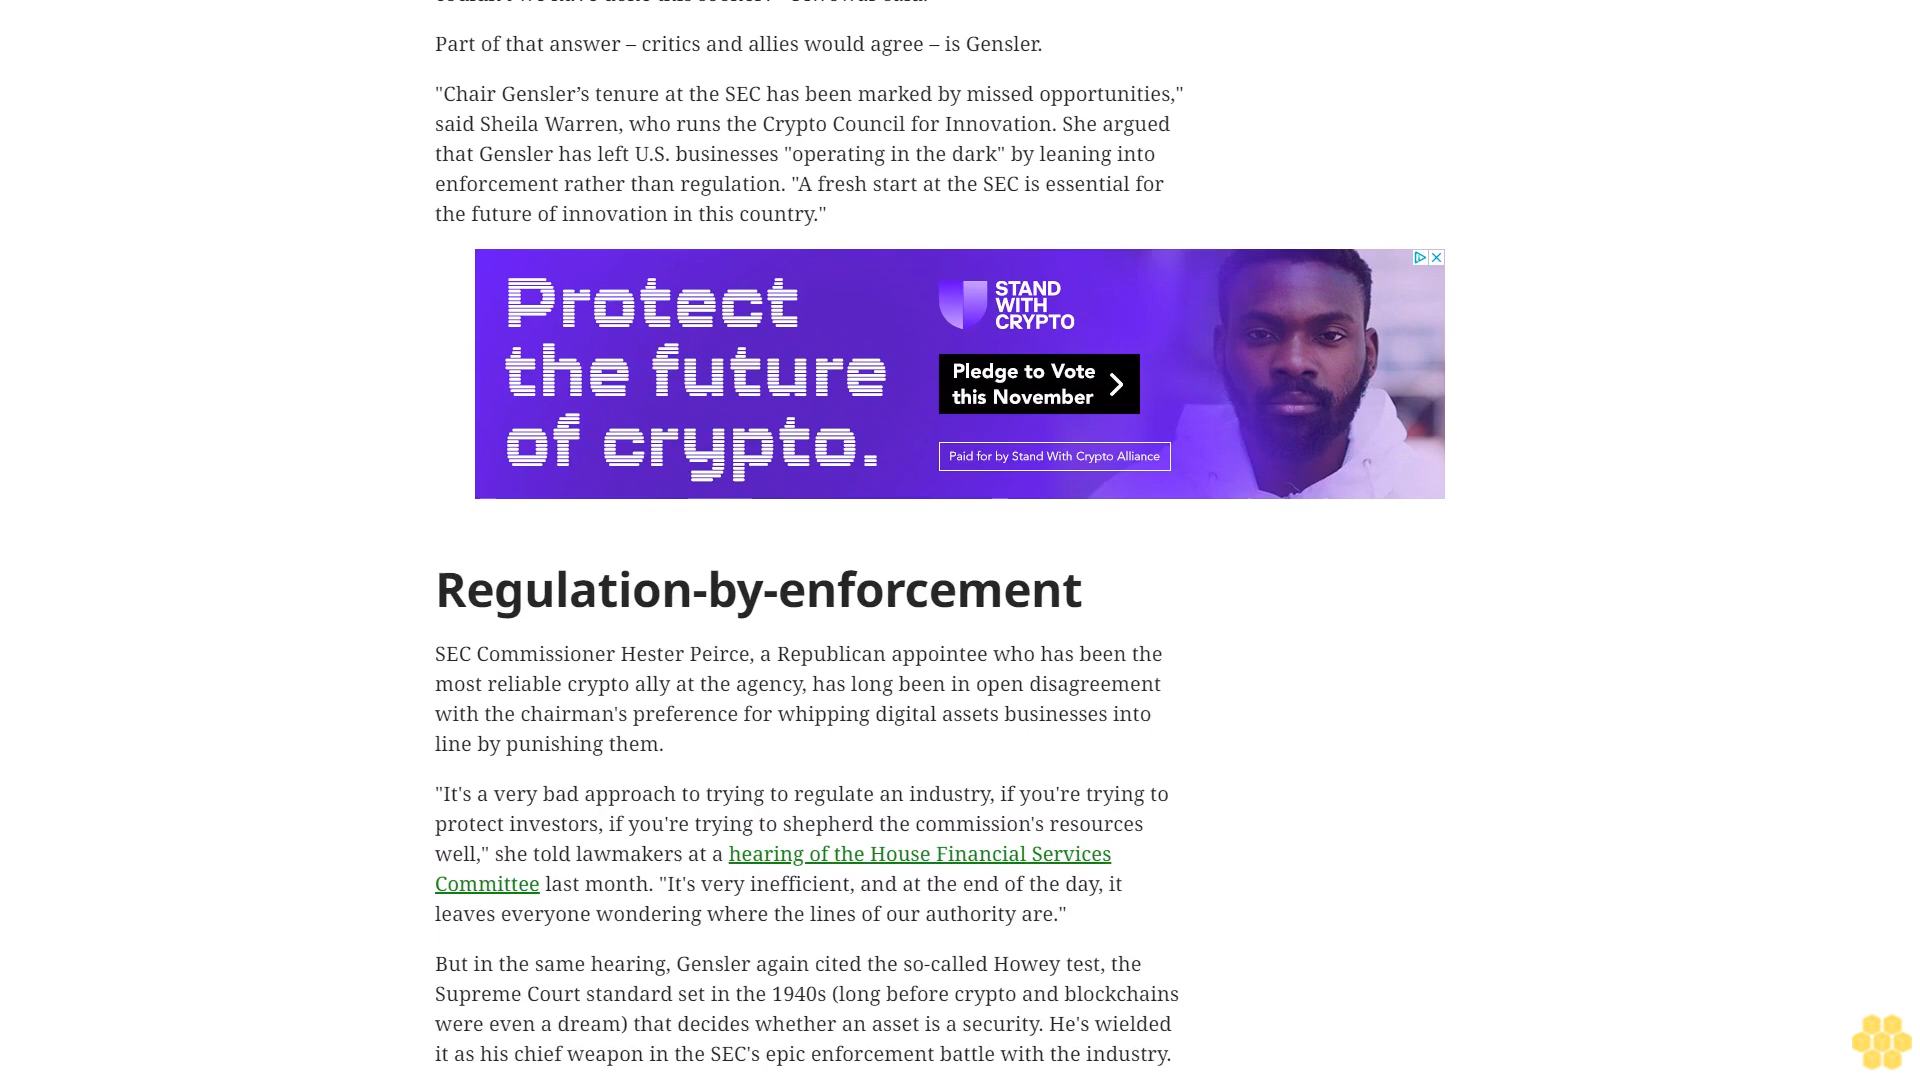 Part of that answer – critics and allies would agree – is Gensler.
"Chair Gensler’s tenure at the SEC has been marked by missed opportunities,"
said Sheila Warren, who runs the Crypto Council for Innovation. She argued
that Gensler has left U.S. businesses "operating in the dark" by leaning into
enforcement rather than regulation. "A fresh start at the SEC is essential for
the future of innovation in this country."
Protect
the future
of crypto.
STAND
WITH
CRYPTO
Pledge to Vote
this November
Paid for by Stand With Crypto Alliance
Regulation-by-enforcement
SEC Commissioner Hester Peirce, a Republican appointee who has been the
most reliable crypto ally at the agency, has long been in open disagreement
with the chairman's preference for whipping digital assets businesses into
line by punishing them.
"It's a very bad approach to trying to regulate an industry, if you're trying to
protect investors, if you're trying to shepherd the commission's resources
well," she told lawmakers at a hearing of the House Financial Services
Committee last month. "It's very inefficient, and at the end of the day, it
leaves everyone wondering where the lines of our authority are."
But in the same hearing, Gensler again cited the so-called Howey test, the
Supreme Court standard set in the 1940s (long before crypto and blockchains
were even a dream) that decides whether an asset is a security. He's wielded
it as his chief weapon in the SEC's epic enforcement battle with the industry.